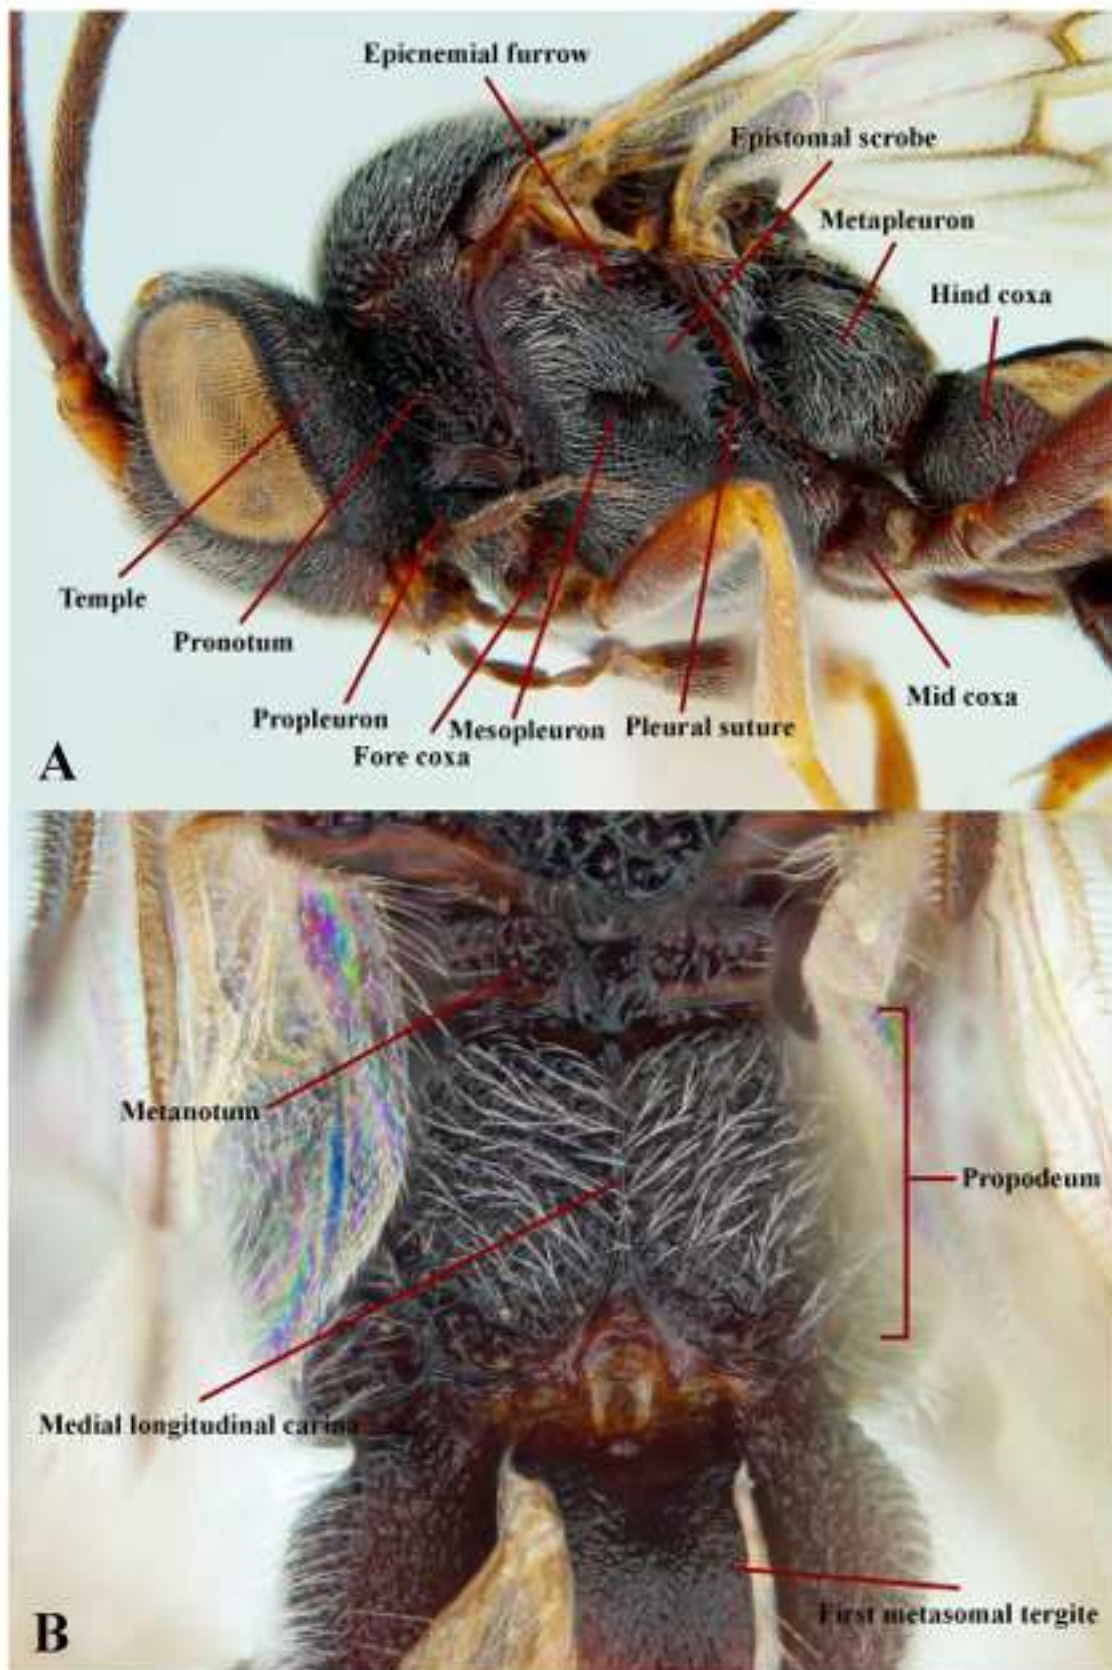 Epicnemial furrow
Epistomal scrobe
Metapleuron
Hind coxa
Temple
Pronotum
Propleuron
Fore coxa
Mesopleuron
Pleural suture
Mid coxa
A
Metanotum
Propodeum
Medial longitudinal carina
First metasomal tergite
B